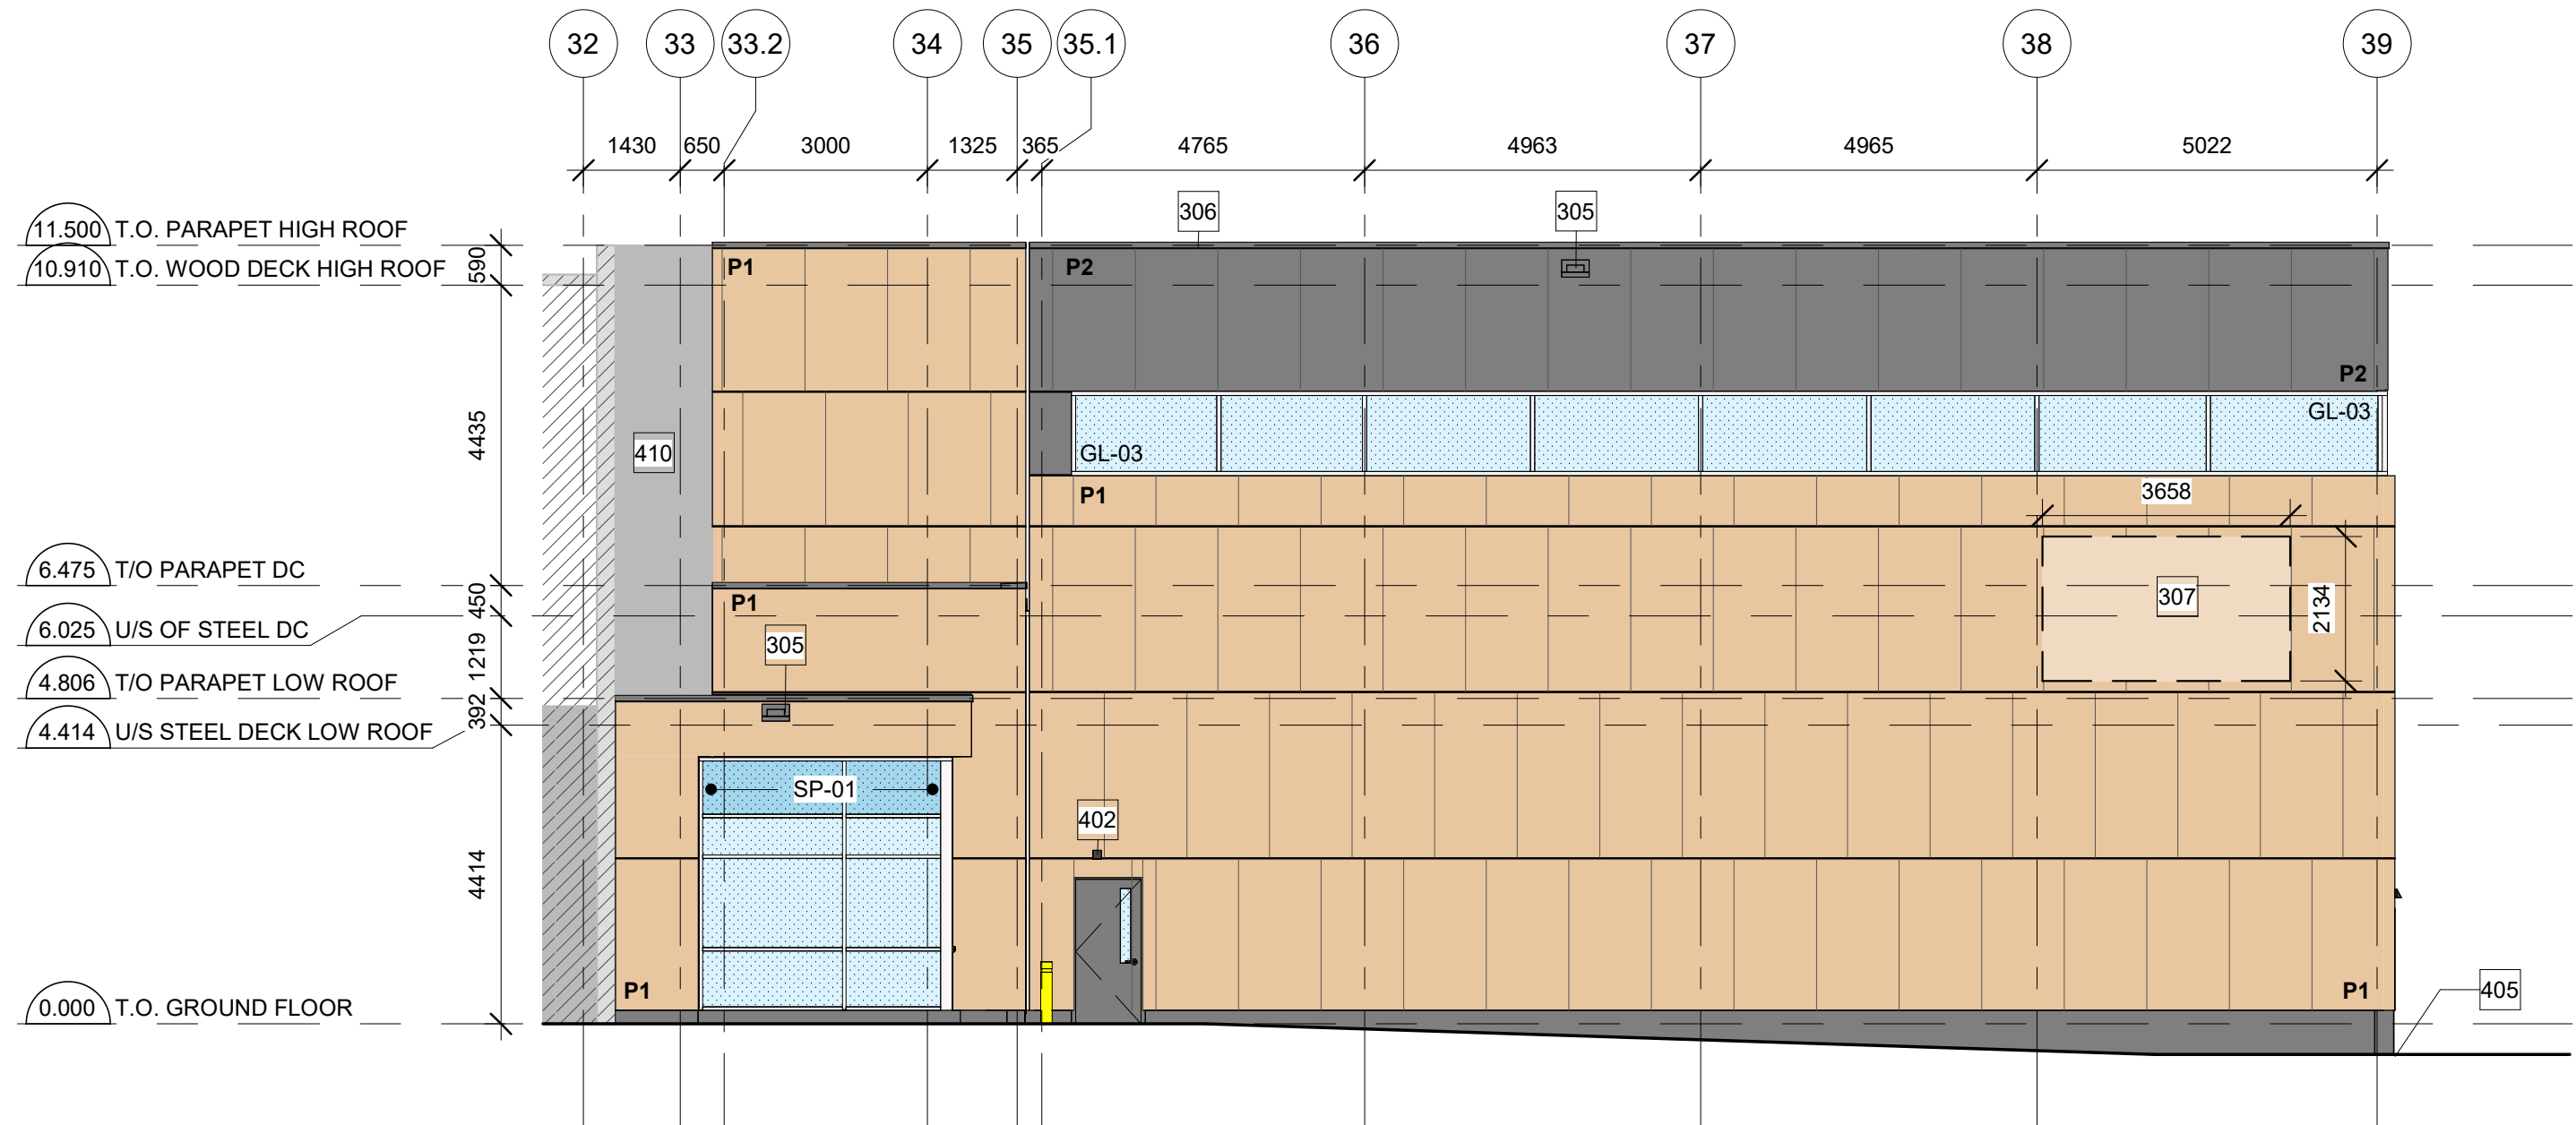 32 33 33.2 34 35 35.1 36 37 38 39
1430 650 3000 1325 365 4765 4963 4965 5022
306 305
11.500 T.O. PARAPET HIGH ROOF
10.910 T.O. WOOD DECK HIGH ROOF
590
P1 P2
P2
GL-03
4435
410
GL-03
P1
3658
6.475 T/O PARAPET DC
450
P1
307
2134
6.025 U/S OF STEEL DC
305
1219
4.806 T/O PARAPET LOW ROOF
392
4.414 U/S STEEL DECK LOW ROOF
SP-01
402
4414
P1 P1
405
0.000 T.O. GROUND FLOOR